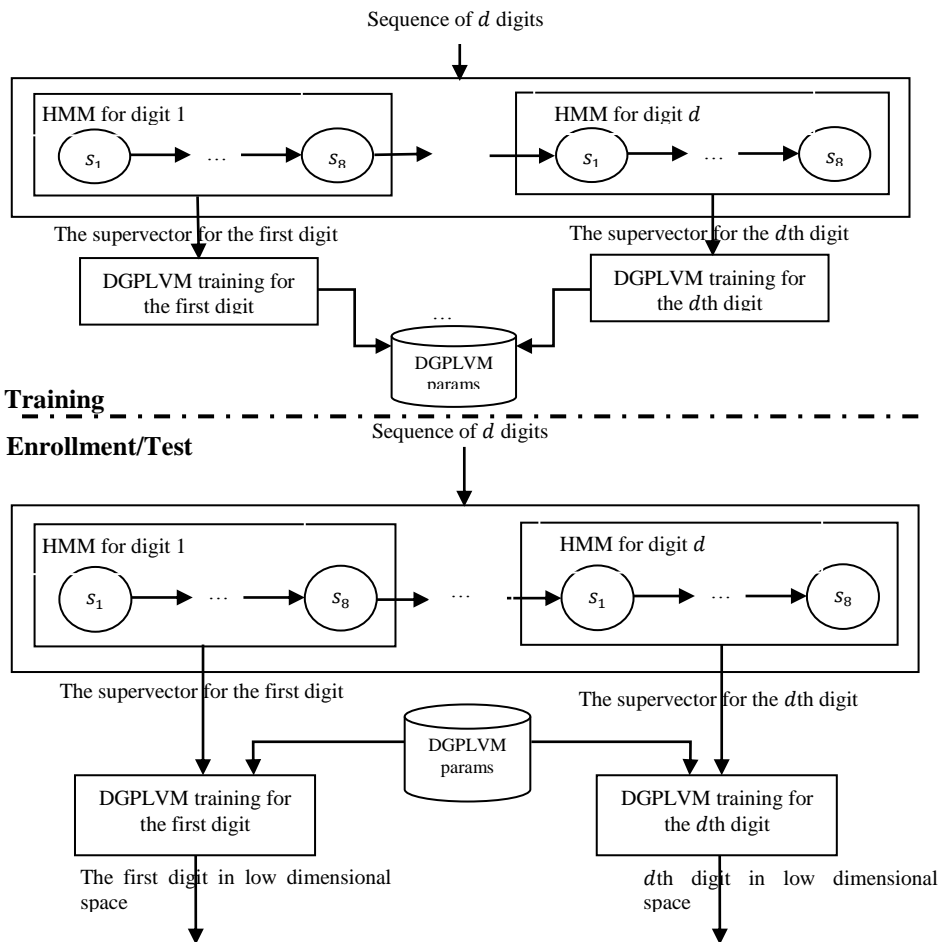 Sequence of d digits
HMM for digit 1
HMM for digit d
s1 … s8 s1 … s8
The supervector for the first digit
The supervector for the dth digit
DGPLVM training for
the first digit
DGPLVM training for
the dth digit
…
DGPLVM
params
Training
Enrollment/Test
Sequence of d digits
HMM for digit 1
HMM for digit d
s1 … s8 … s1 … s8
The supervector for the first digit
The supervector for the dth digit
DGPLVM
params
DGPLVM training for
the first digit
DGPLVM training for
the dth digit
The first digit in low dimensional
space
dth digit in low dimensional
space